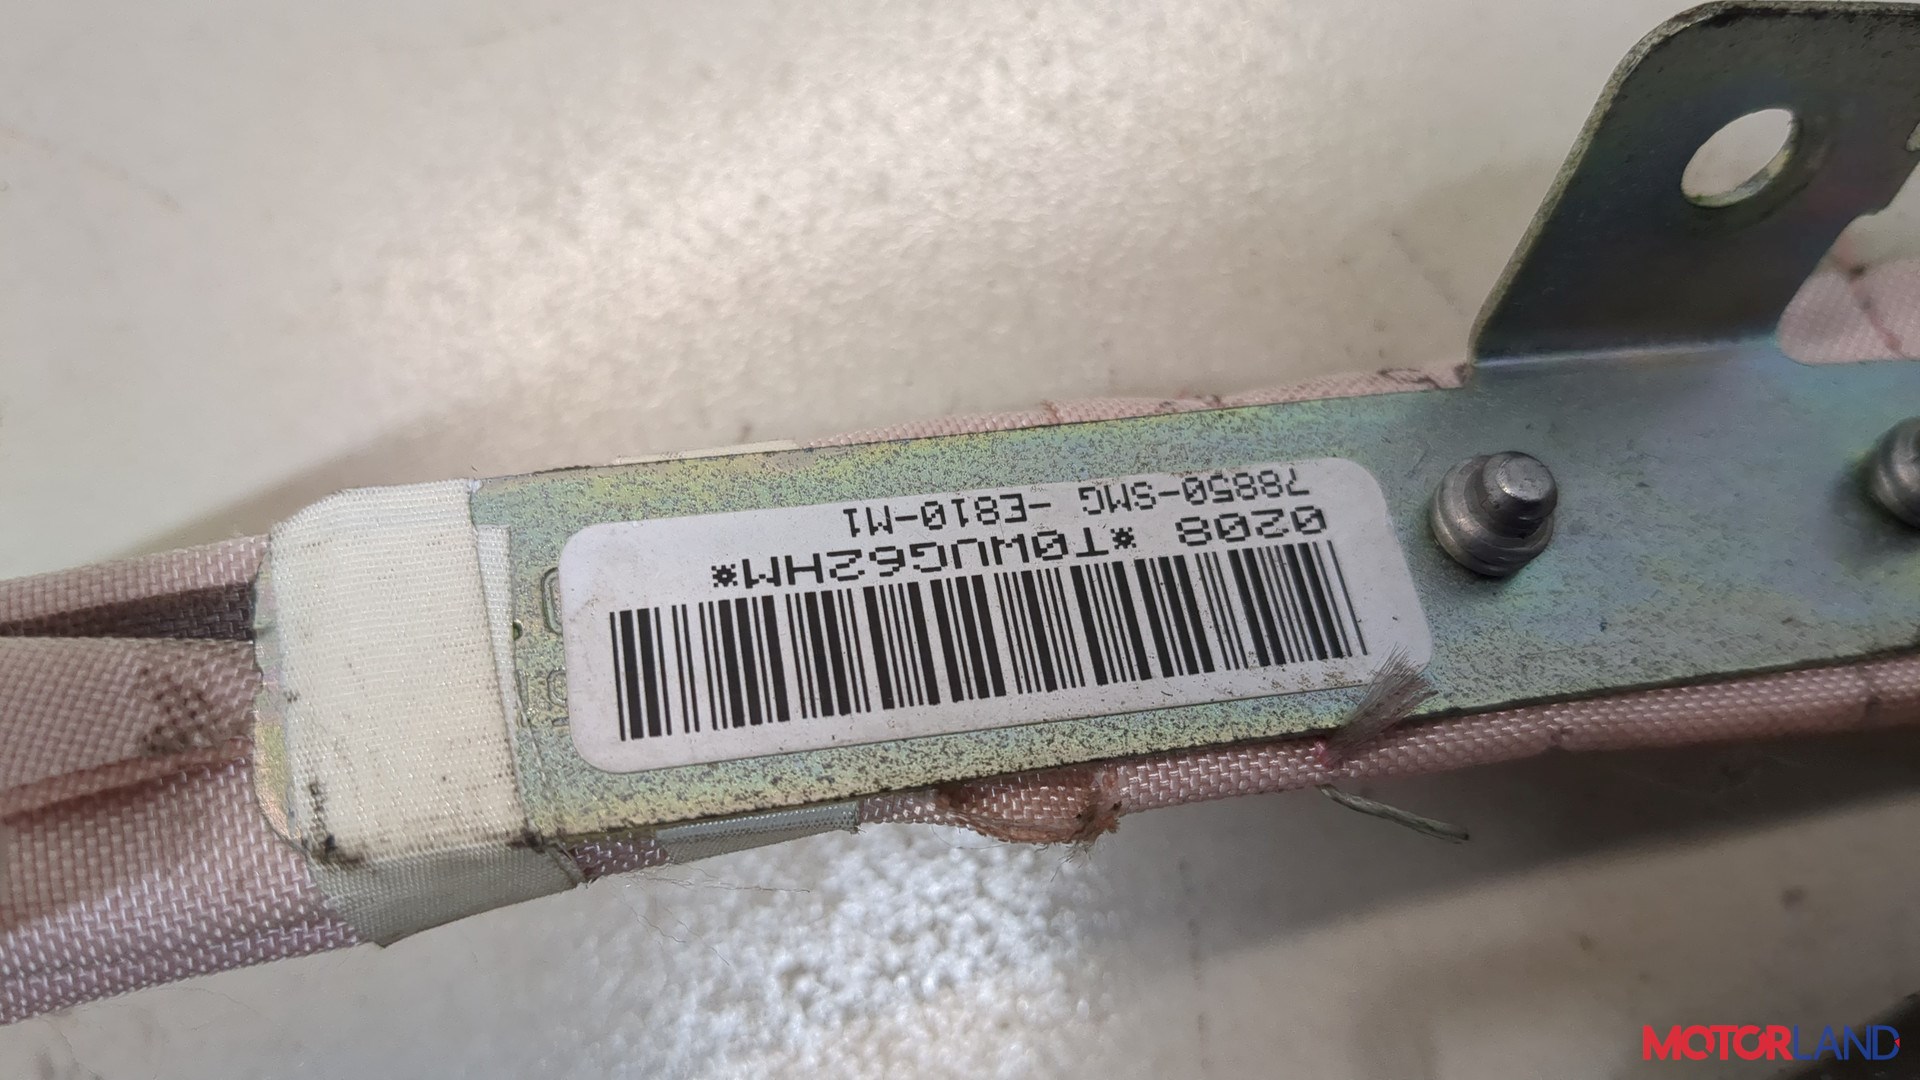 78850-SMG -E810-M1
0208 *T0WUG62HM*
MOTORLAND